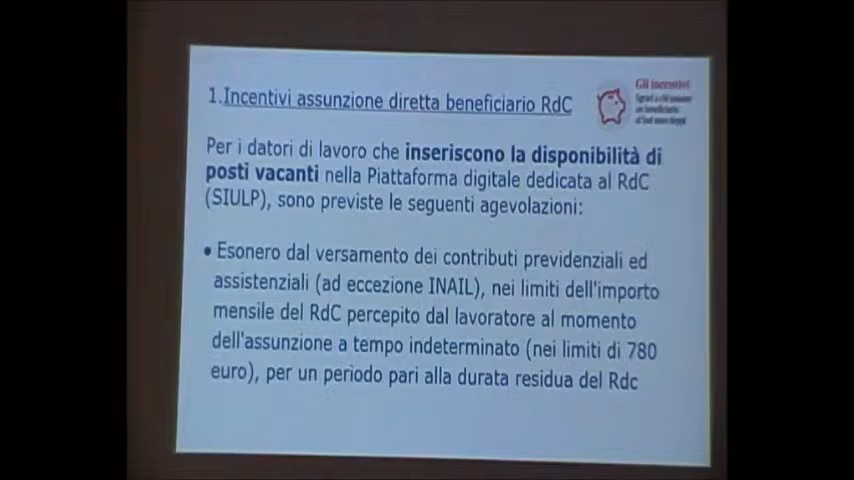 1.Incentivi assunzione diretta beneficiario RdC
Gli incentivi
Per i datori di lavoro che inseriscono la disponibilità di
posti vacanti nella Piattaforma digitale dedicata al RdC
(SIULP), sono previste le seguenti agevolazioni:
• Esonero dal versamento dei contributi previdenziali ed
assistenziali (ad eccezione INAIL), nei limiti dell'importo
mensile del RdC percepito dal lavoratore al momento
dell'assunzione a tempo indeterminato (nei limiti di 780
euro), per un periodo pari alla durata residua del Rdc